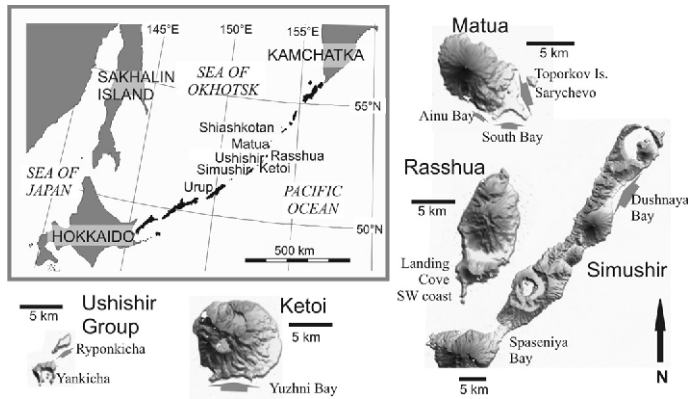 145°E
150°E
155°E
KAMCHATKA
SAKHALIN
ISLAND
SEA OF
OKHOTSK
55°N
Shiashkotan
Matua
Ushishir
Rasshua
Simushir
Ketoi
Urup
SEA OF
JAPAN
PACIFIC
OCEAN
HOKKAIDO
50°N
500 km
Matua
5 km
Toporkov Is.
Sarychevo
Ainu Bay
South Bay
Rasshua
5 km
Landing
Cove
SW coast
Dushnaya
Bay
Simushir
Spaseniya
Bay
5 km
N
5 km
Ushishir
Group
Ryponkicha
Yankicha
Ketoi
5 km
Yuzhni Bay